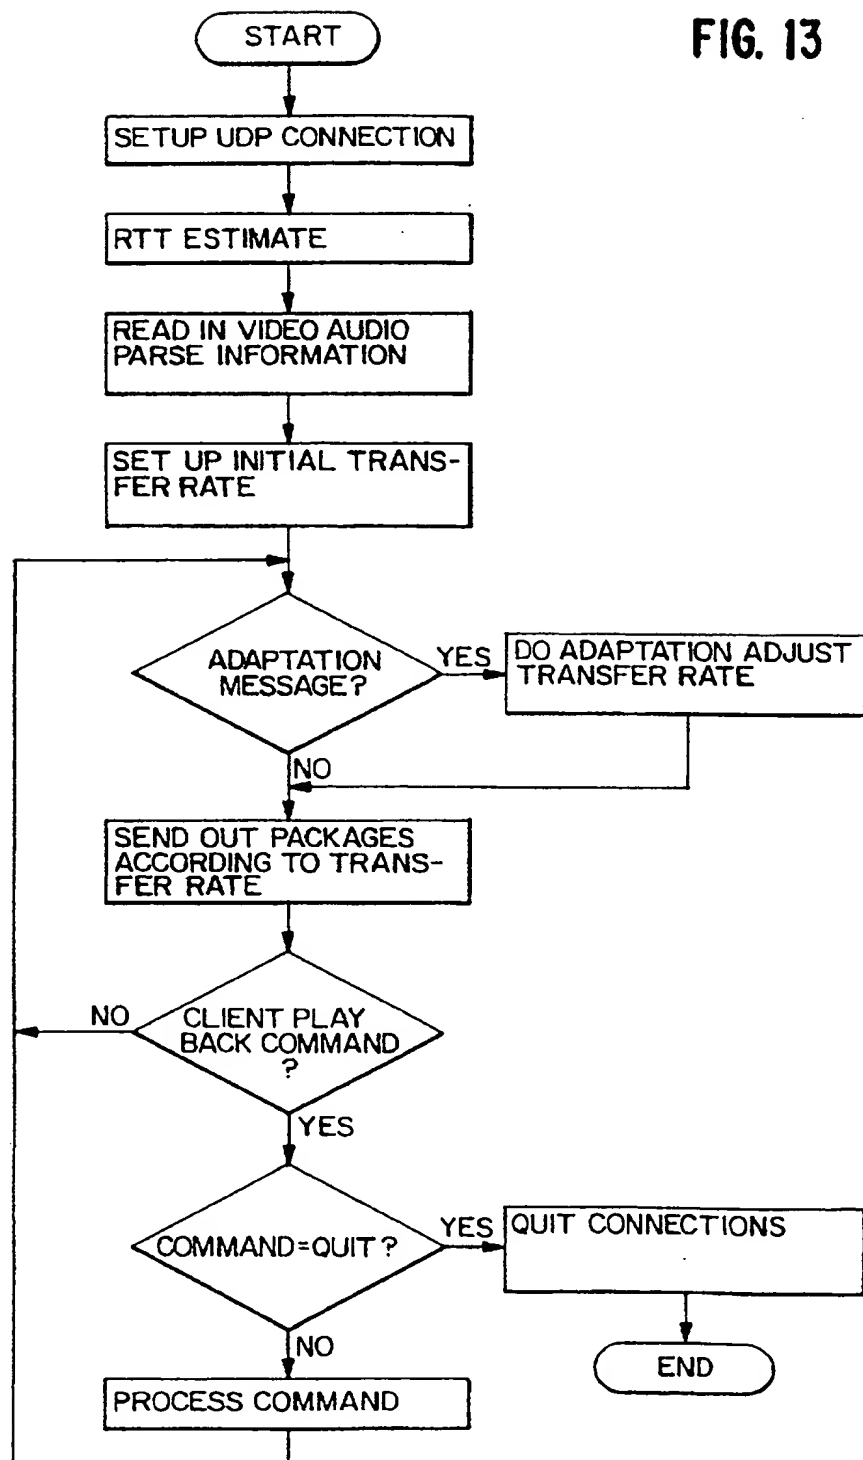 START
FIG. 13
SETUP UDP CONNECTION
RTT ESTIMATE
READ IN VIDEO AUDIO
PARSE INFORMATION
SET UP INITIAL TRANS-
FER RATE
ADAPTATION
MESSAGE?
YES
DO ADAPTATION ADJUST
TRANSFER RATE
NO
SEND OUT PACKAGES
ACCORDING TO TRANS-
FER RATE
NO
CLIENT PLAY
BACK COMMAND
?
YES
COMMAND=QUIT?
YES
QUIT CONNECTIONS
NO
END
PROCESS COMMAND